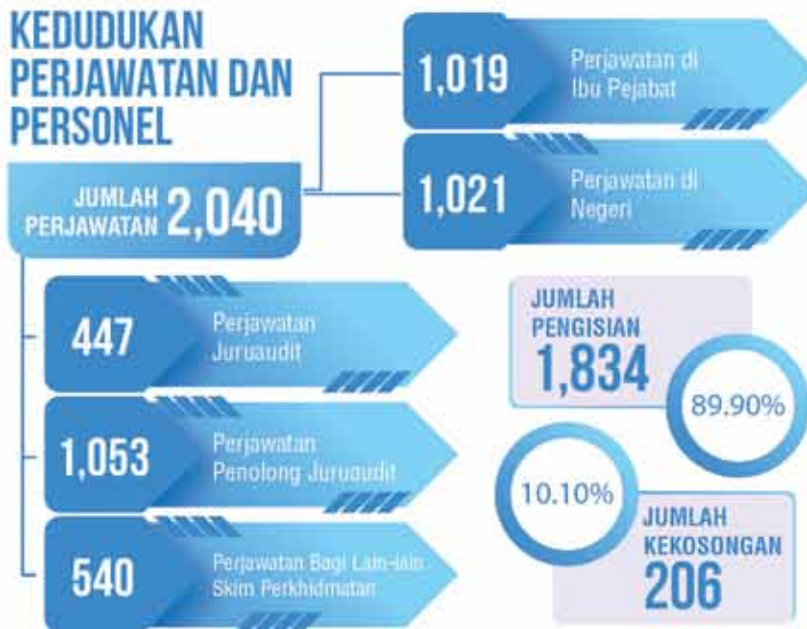 KEDUDUKAN
PERJAWATAN DAN
PERSONEL
JUMLAH
PERJAWATAN 2,040
1,019
Perjawatan di
Ibu Pejabat
1,021
Perjawatan di
Negeri
447
Perjawatan
Juruaudit
1,053
Perjawatan
Penolong Juruaudit
540
Perjawatan Bagi Lain-lain
Skim Perkhidmatan
JUMLAH
PENGISIAN
1,834
89.90%
10.10%
JUMLAH
KEKOSONGAN
206